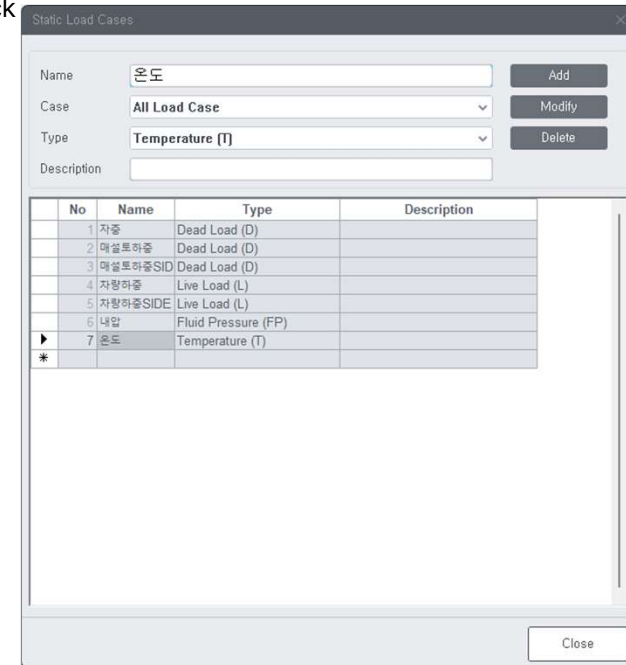 ck
Static Load Cases
Name 온도 Add
Case All Load Case Modify
Type Temperature (T) Delete
Description
No Name Type Description
1 자중 Dead Load (D)
2 매설토하중 Dead Load (D)
3 매설토하중SID Dead Load (D)
4 차량하중 Live Load (L)
5 차량하중SIDE Live Load (L)
6 내압 Fluid Pressure (FP)
7 온도 Temperature (T)
Close